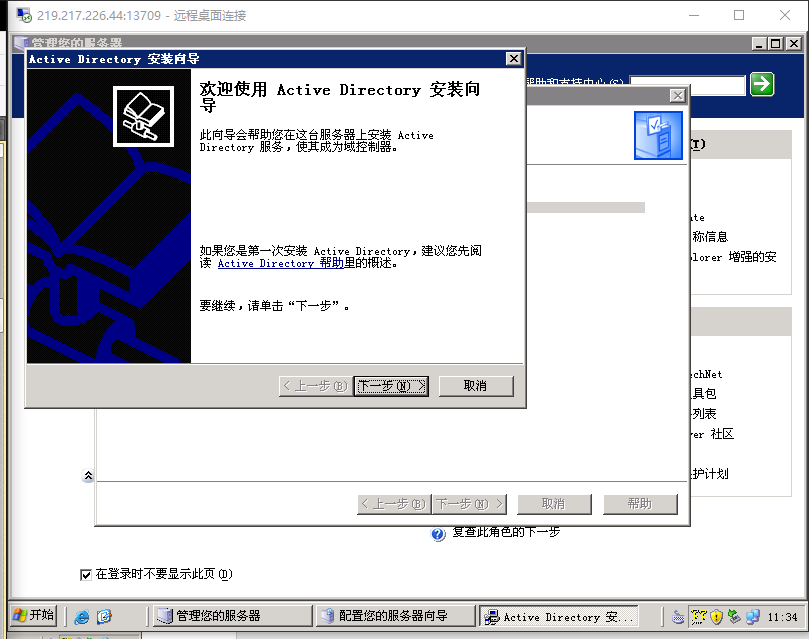 219.217.226.44:13709 - 远程桌面连接
管理您的服务器
Active Directory 安装向导
帮助和支持中心(S)
欢迎使用 Active Directory 安装向
导
此向导会帮助您在这台服务器上安装 Active
Directory 服务，使其成为域控制器。
如果您是第一次安装 Active Directory，建议您先阅
读 Active Directory 帮助里的概述。
要继续，请单击“下一步”。
< 上一步(B)
下一步(N) >
取消
(T)
ate
称信息
plorer 增强的安
echNet
具包
列表
ver 社区
护计划
< 上一步(B)
下一步(N) >
取消
帮助
复查此角色的下一步
在登录时不要显示此页(D)
开始
管理您的服务器
配置您的服务器向导
Active Directory 安...
11:34